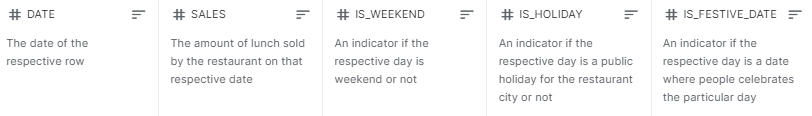 DATE
The date of the
respective row
SALES
The amount of lunch sold
by the restaurant on that
respective date
IS_WEEKEND
An indicator if the
respective day is
weekend or not
IS_HOLIDAY
An indicator if the
respective day is a public
holiday for the restaurant
city or not
IS_FESTIVE_DATE
An indicator if the
respective day is a date
where people celebrates
the particular day